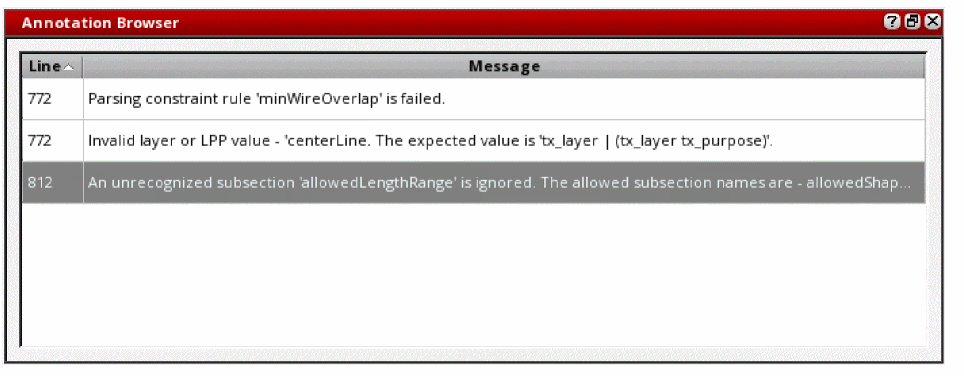 Annotation Browser
Line Message
772 Parsing constraint rule 'minWireOverlap' is failed.
772 Invalid layer or LPP value - 'centerLine. The expected value is 'tx_layer | (tx_layer tx_purpose)'.
812 An unrecognized subsection 'allowedLengthRange' is ignored. The allowed subsection names are - allowedShap...